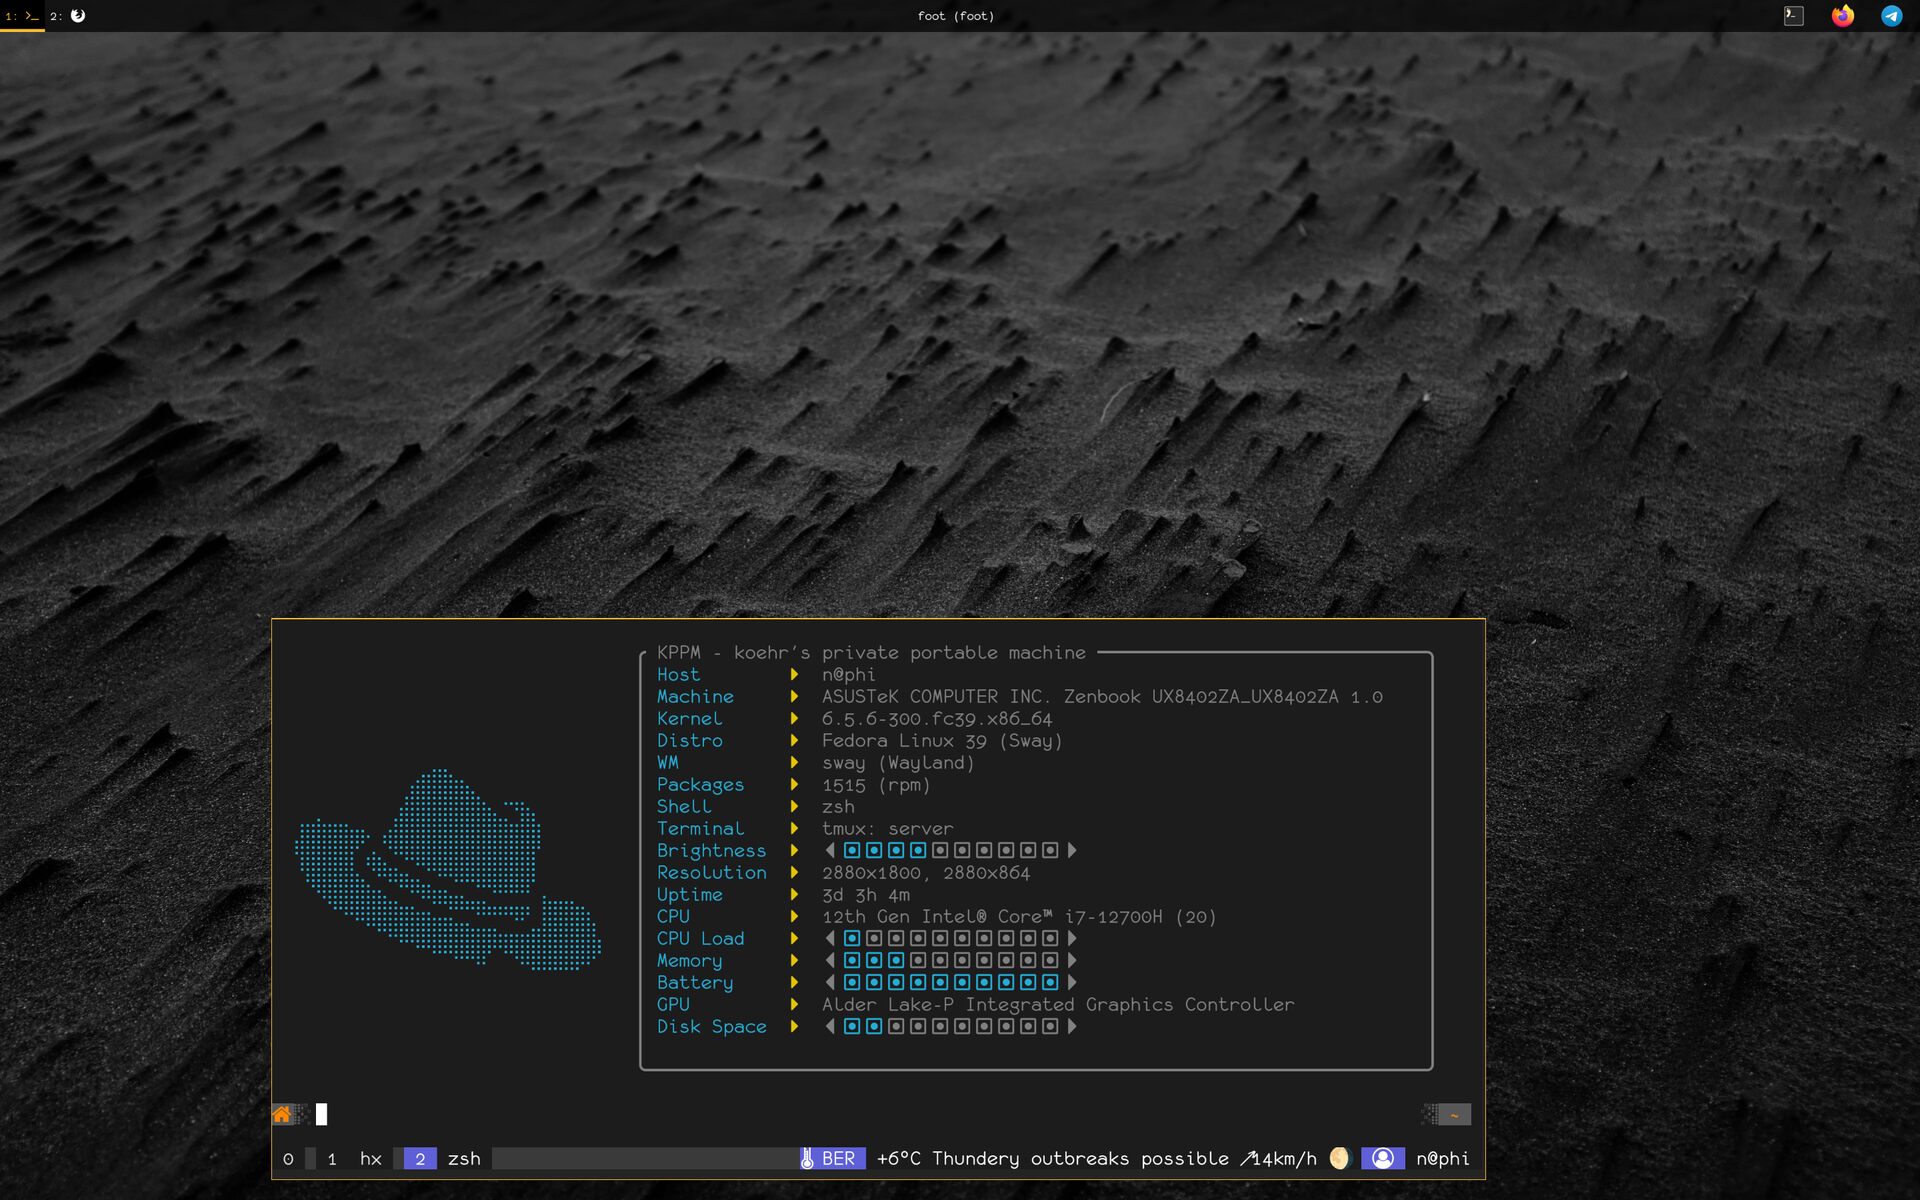 1: >_ 2:
foot (foot)
KPPM - koehr's private portable machine
Host n@phi
Machine ASUSTeK COMPUTER INC. Zenbook UX8402ZA_UX8402ZA 1.0
Kernel 6.5.6-300.fc39.x86_64
Distro Fedora Linux 39 (Sway)
WM sway (Wayland)
Packages 1515 (rpm)
Shell zsh
Terminal tmux: server
Brightness
Resolution 2880x1800, 2880x864
Uptime 3d 3h 4m
CPU 12th Gen Intel® Core™ i7-12700H (20)
CPU Load
Memory
Battery
GPU Alder Lake-P Integrated Graphics Controller
Disk Space
~
0 1 hx 2 zsh BER +6°C Thundery outbreaks possible ↗14km/h n@phi